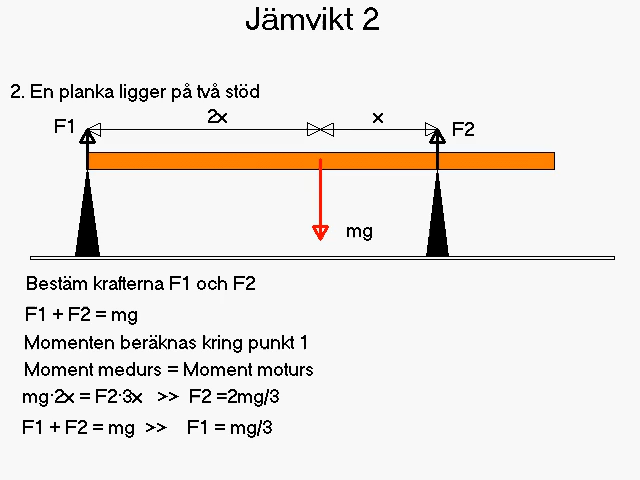 Jämvikt 2
2. En planka ligger på två stöd
2x
x
F1
F2
mg
Bestäm krafterna F1 och F2
F1 + F2 = mg
Momenten beräknas kring punkt 1
Moment medurs = Moment moturs
mg·2x = F2·3x >> F2 =2mg/3
F1 + F2 = mg >> F1 = mg/3